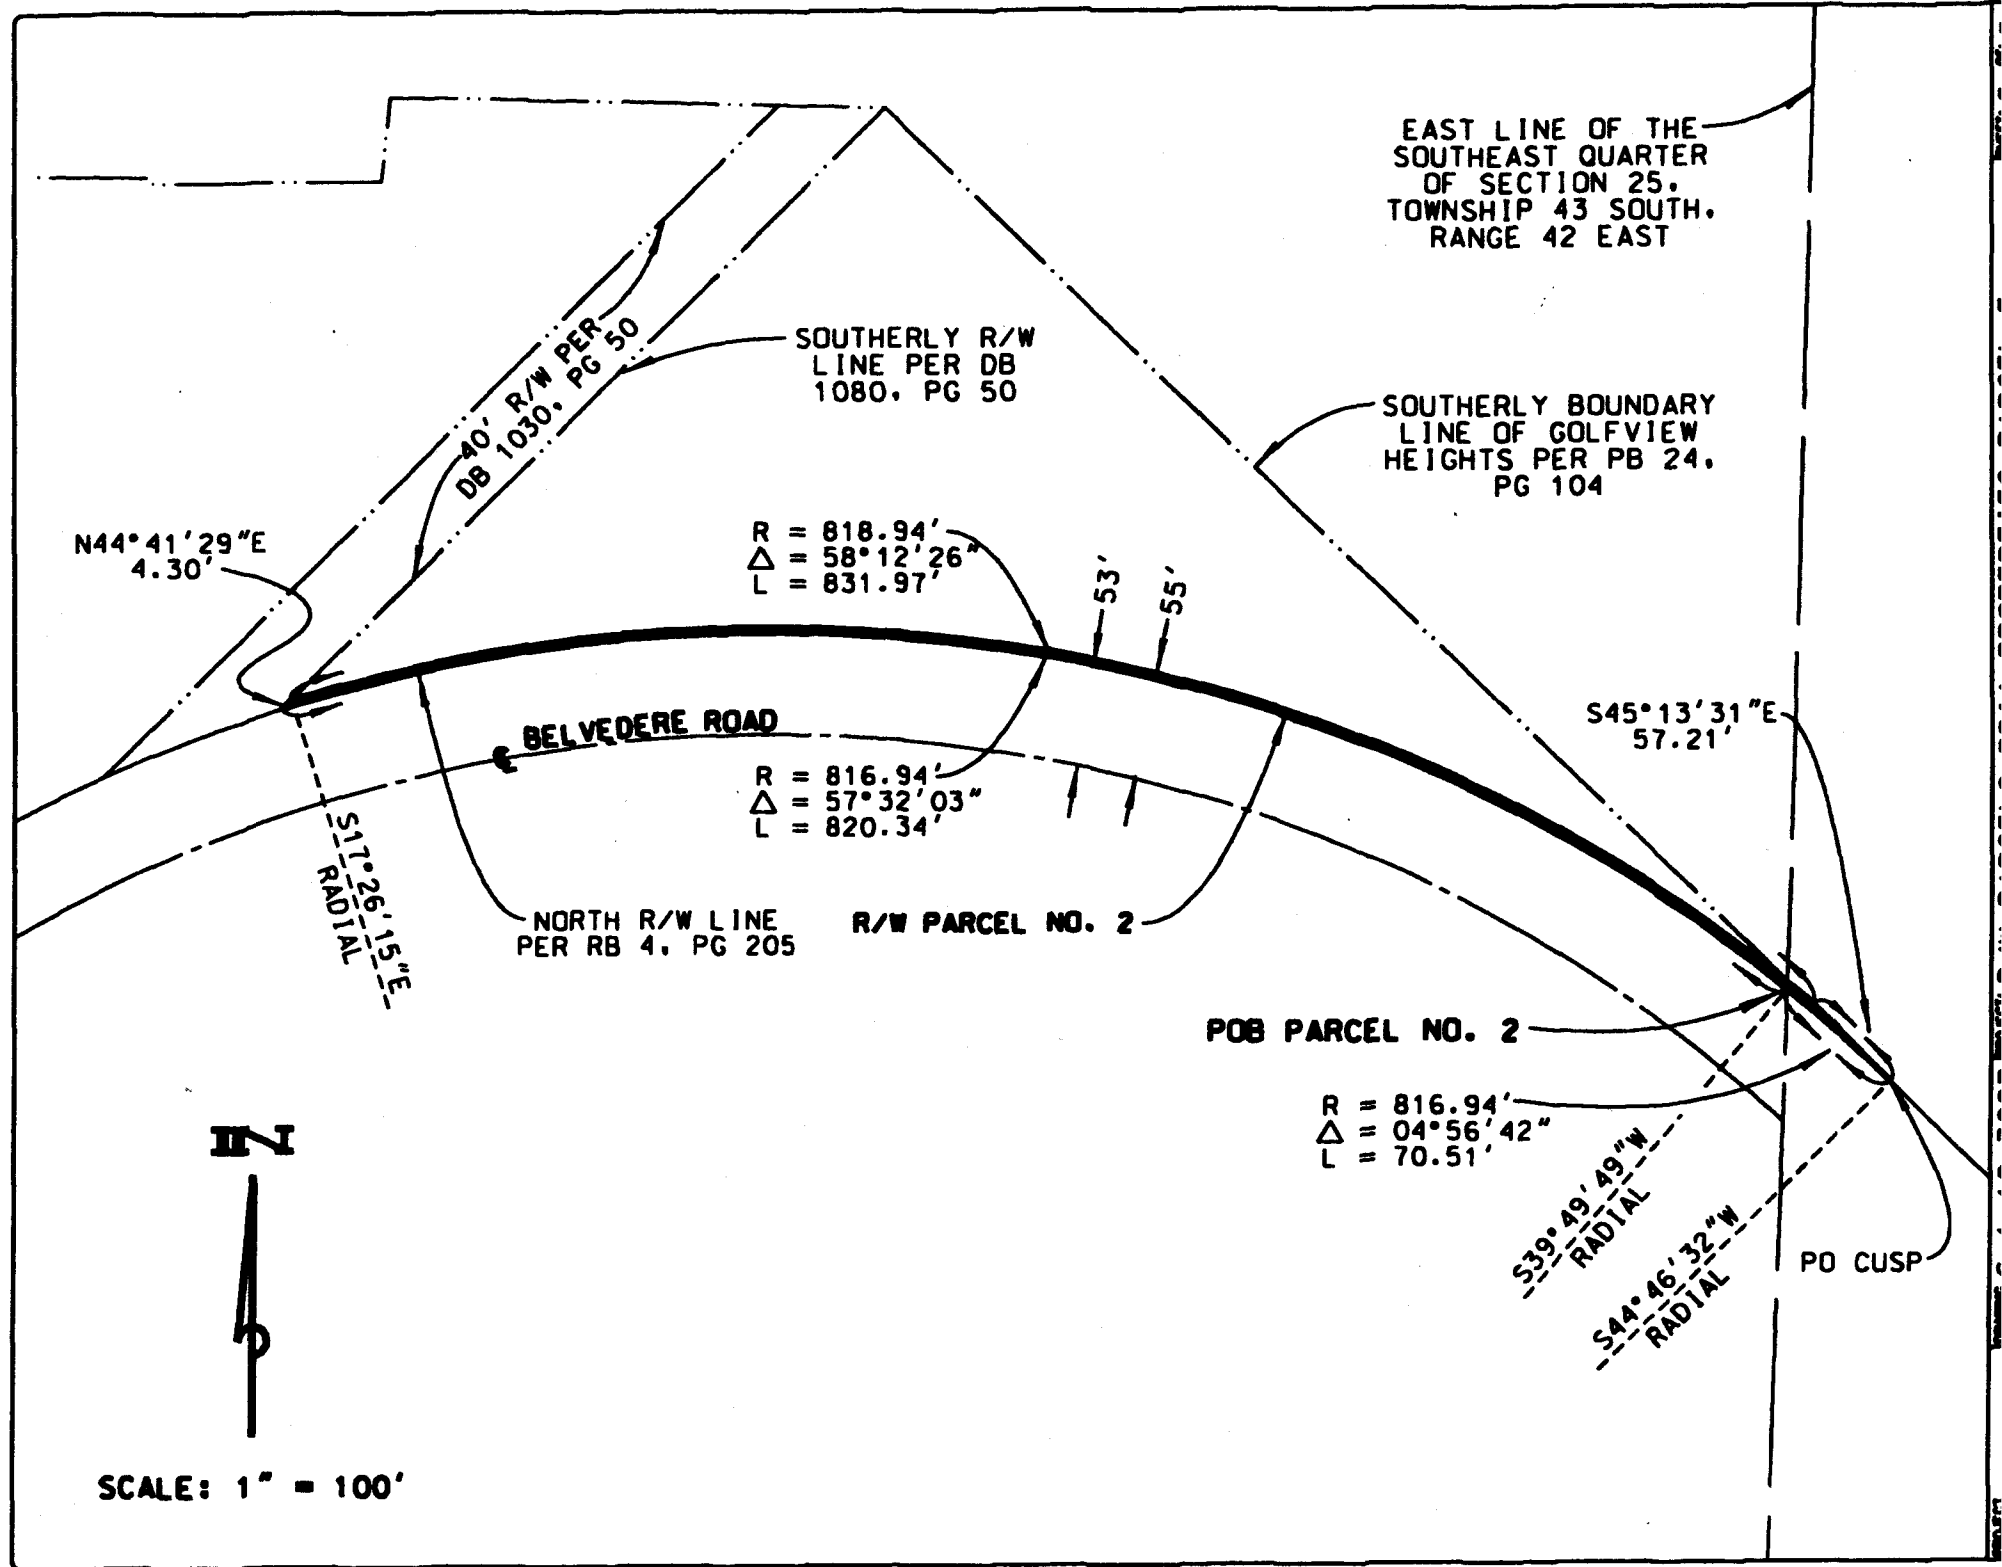 EAST LINE OF THE
SOUTHEAST QUARTER
OF SECTION 25.
TOWNSHIP 43 SOUTH.
RANGE 42 EAST
40' R/W PER
DB 1030, PG 50
SOUTHERLY R/W
LINE PER DB
1080. PG 50
SOUTHERLY BOUNDARY
LINE OF GOLFVIEW
HEIGHTS PER PB 24.
PG 104
N44°41'29"E
4.30'
R = 818.94'
Δ = 58°12'26"
L = 831.97'
53'
55'
S45°13'31"E
57.21'
BELVEDERE ROAD
R = 816.94'
Δ = 57°32'03"
L = 820.34'
S17°26'15"E
RADIAL
NORTH R/W LINE
PER RB 4. PG 205
R/W PARCEL NO. 2
POB PARCEL NO. 2
R = 816.94'
Δ = 04°56'42"
L = 70.51'
S39°49'49"W
RADIAL
S44°46'32"W
RADIAL
PO CUSP
N
SCALE: 1" = 100'